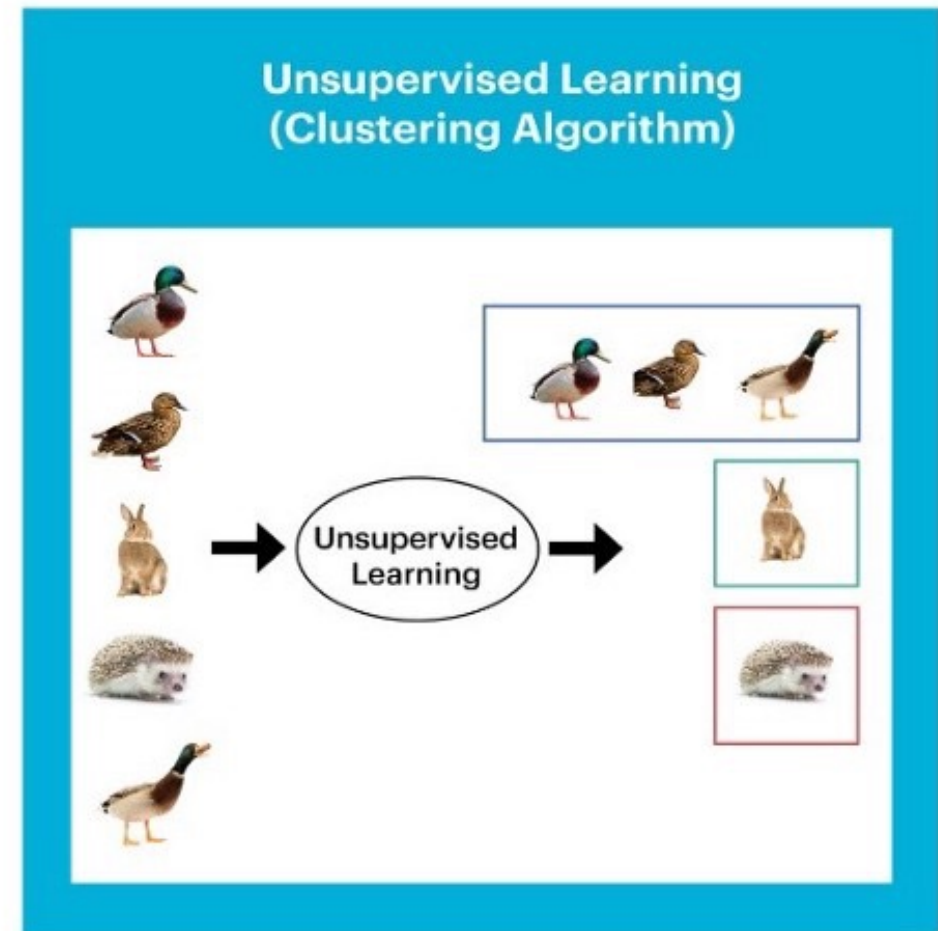 Unsupervised Learning
(Clustering Algorithm)
Unsupervised
Learning